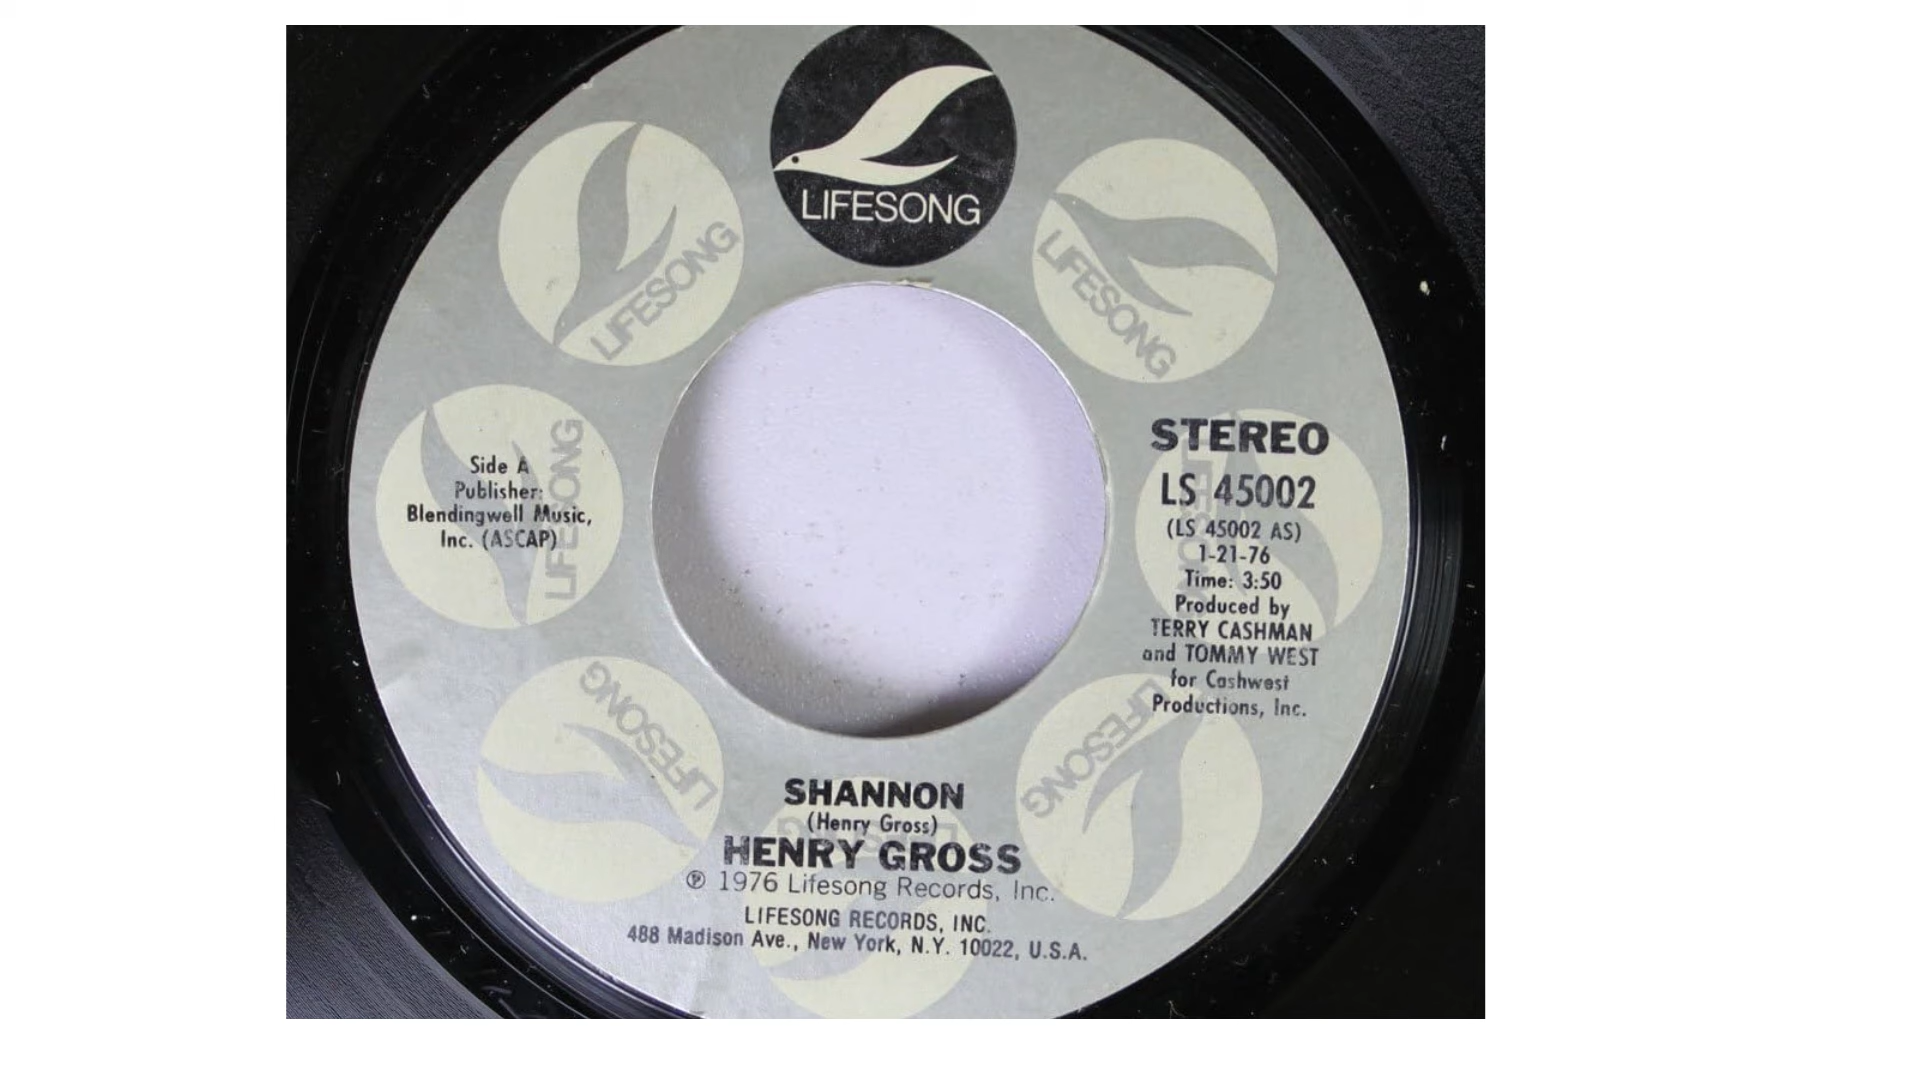 LIFESONG
LIFESONG
LIFESONG
LIFESONG
Side A
Publisher:
Blendingwell Music,
Inc. (ASCAP)
STEREO
LS 45002
(LS 45002 AS)
1-21-76
Time: 3:50
Produced by
TERRY CASHMAN
and TOMMY WEST
for Cashwest
Productions, Inc.
LIFESONG
LIFESONG
LIFESONG
LIFESONG
SHANNON
(Henry Gross)
HENRY GROSS
℗ 1976 Lifesong Records, Inc.
LIFESONG RECORDS, INC.
488 Madison Ave., New York, N.Y. 10022, U.S.A.